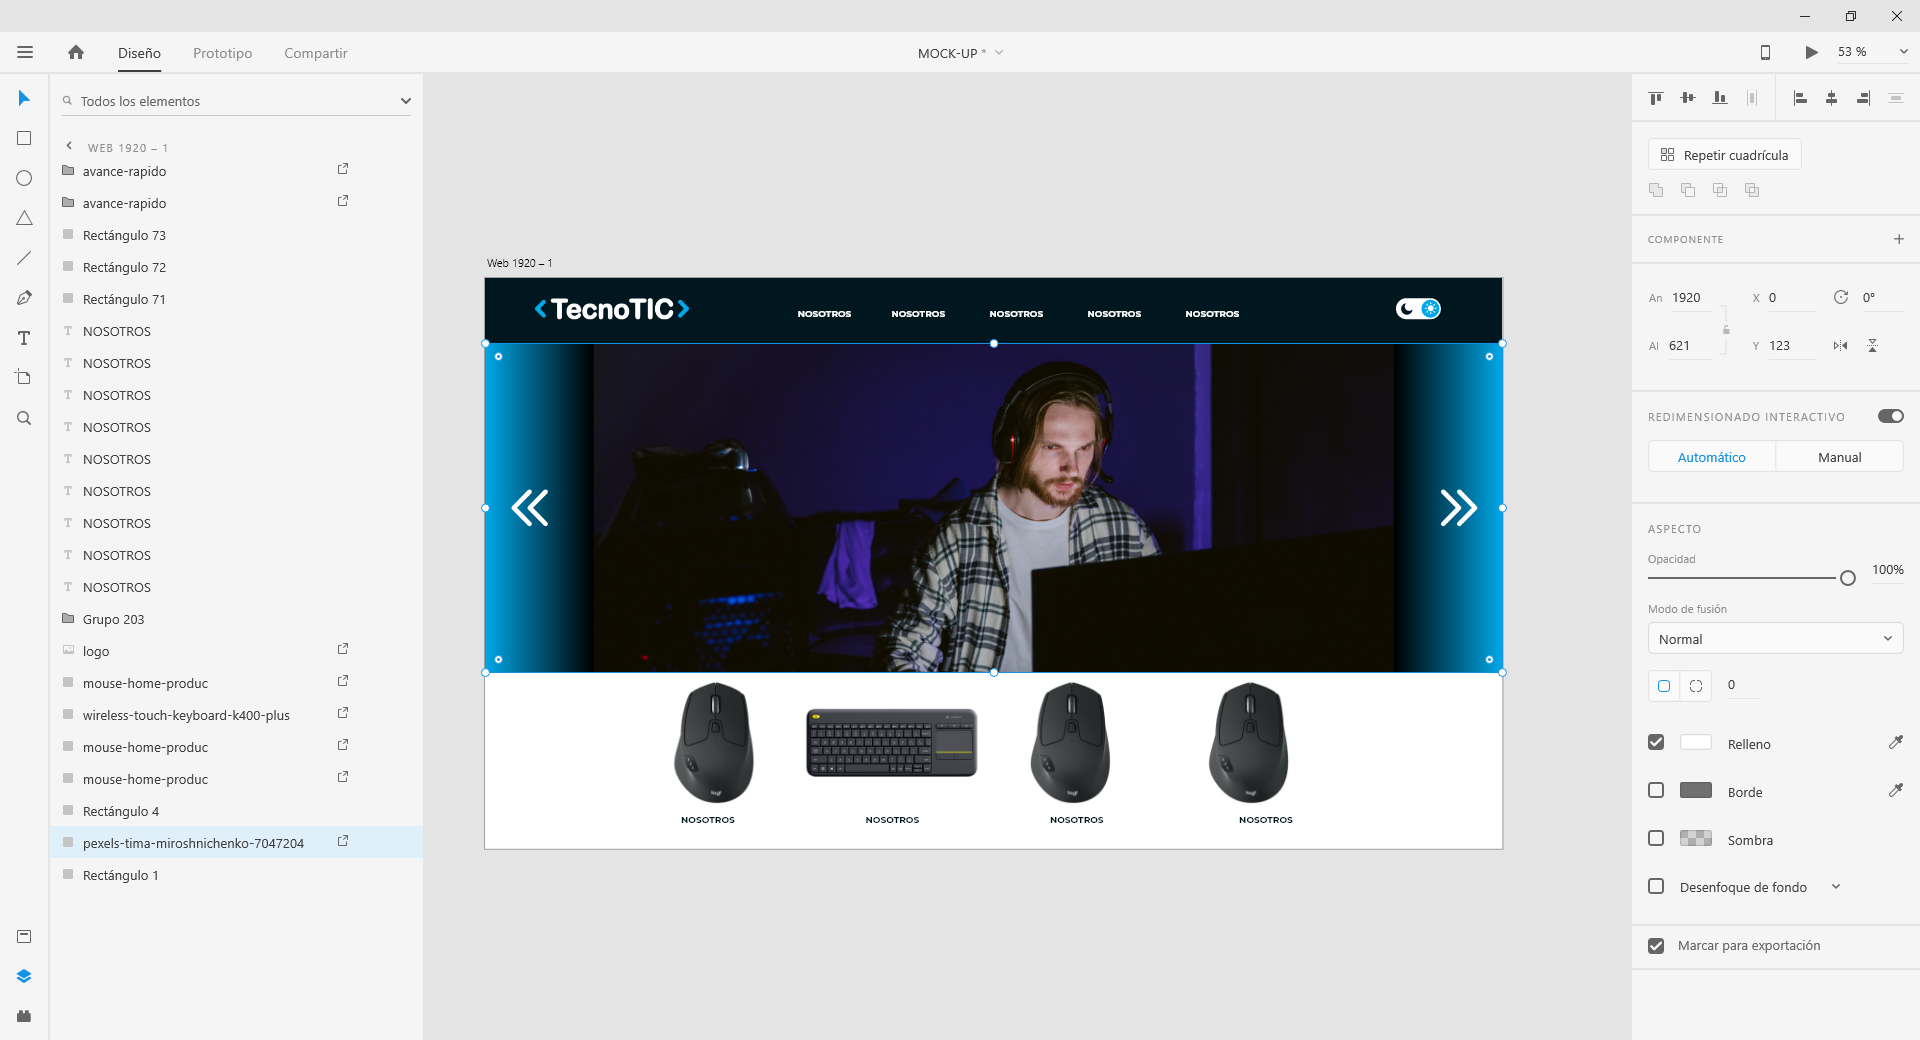 Diseño
Prototipo
Compartir
MOCK-UP *
53 %
Todos los elementos
WEB 1920 – 1
avance-rapido
avance-rapido
Rectángulo 73
Rectángulo 72
Rectángulo 71
NOSOTROS
NOSOTROS
NOSOTROS
NOSOTROS
NOSOTROS
NOSOTROS
NOSOTROS
NOSOTROS
NOSOTROS
Grupo 203
logo
mouse-home-produc
wireless-touch-keyboard-k400-plus
mouse-home-produc
mouse-home-produc
Rectángulo 4
pexels-tima-miroshnichenko-7047204
Rectángulo 1
Web 1920 – 1
TecnoTIC
NOSOTROS NOSOTROS NOSOTROS NOSOTROS NOSOTROS
logi
logi
logi
NOSOTROS NOSOTROS NOSOTROS NOSOTROS
Repetir cuadrícula
COMPONENTE
An 1920 X 0 0°
Al 621 Y 123
REDIMENSIONADO INTERACTIVO
Automático Manual
ASPECTO
Opacidad
100%
Modo de fusión
Normal
0
Relleno
Borde
Sombra
Desenfoque de fondo
Marcar para exportación